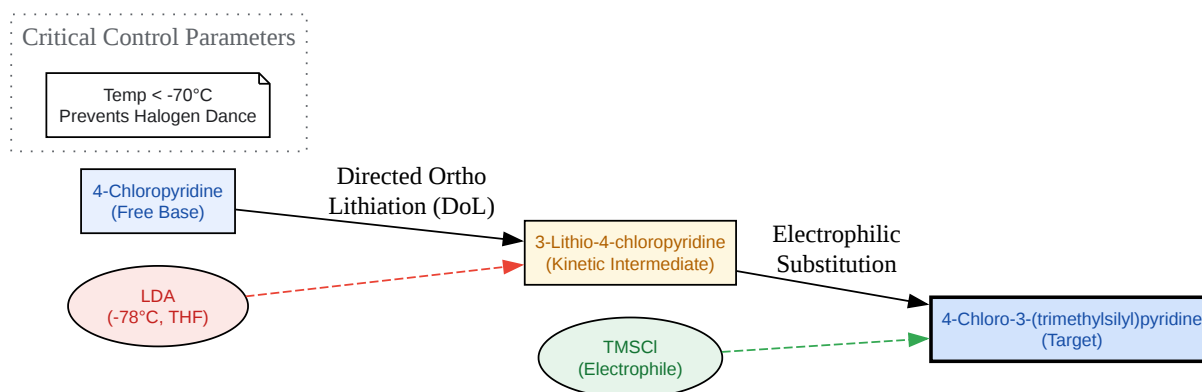 Critical Control Parameters
Temp < -70°C
Prevents Halogen Dance
4-Chloropyridine
(Free Base)
Directed Ortho
Lithiation (DoL)
LDA
(-78°C, THF)
3-Lithio-4-chloropyridine
(Kinetic Intermediate)
Electrophilic
Substitution
TMSCl
(Electrophile)
4-Chloro-3-(trimethylsilyl)pyridine
(Target)